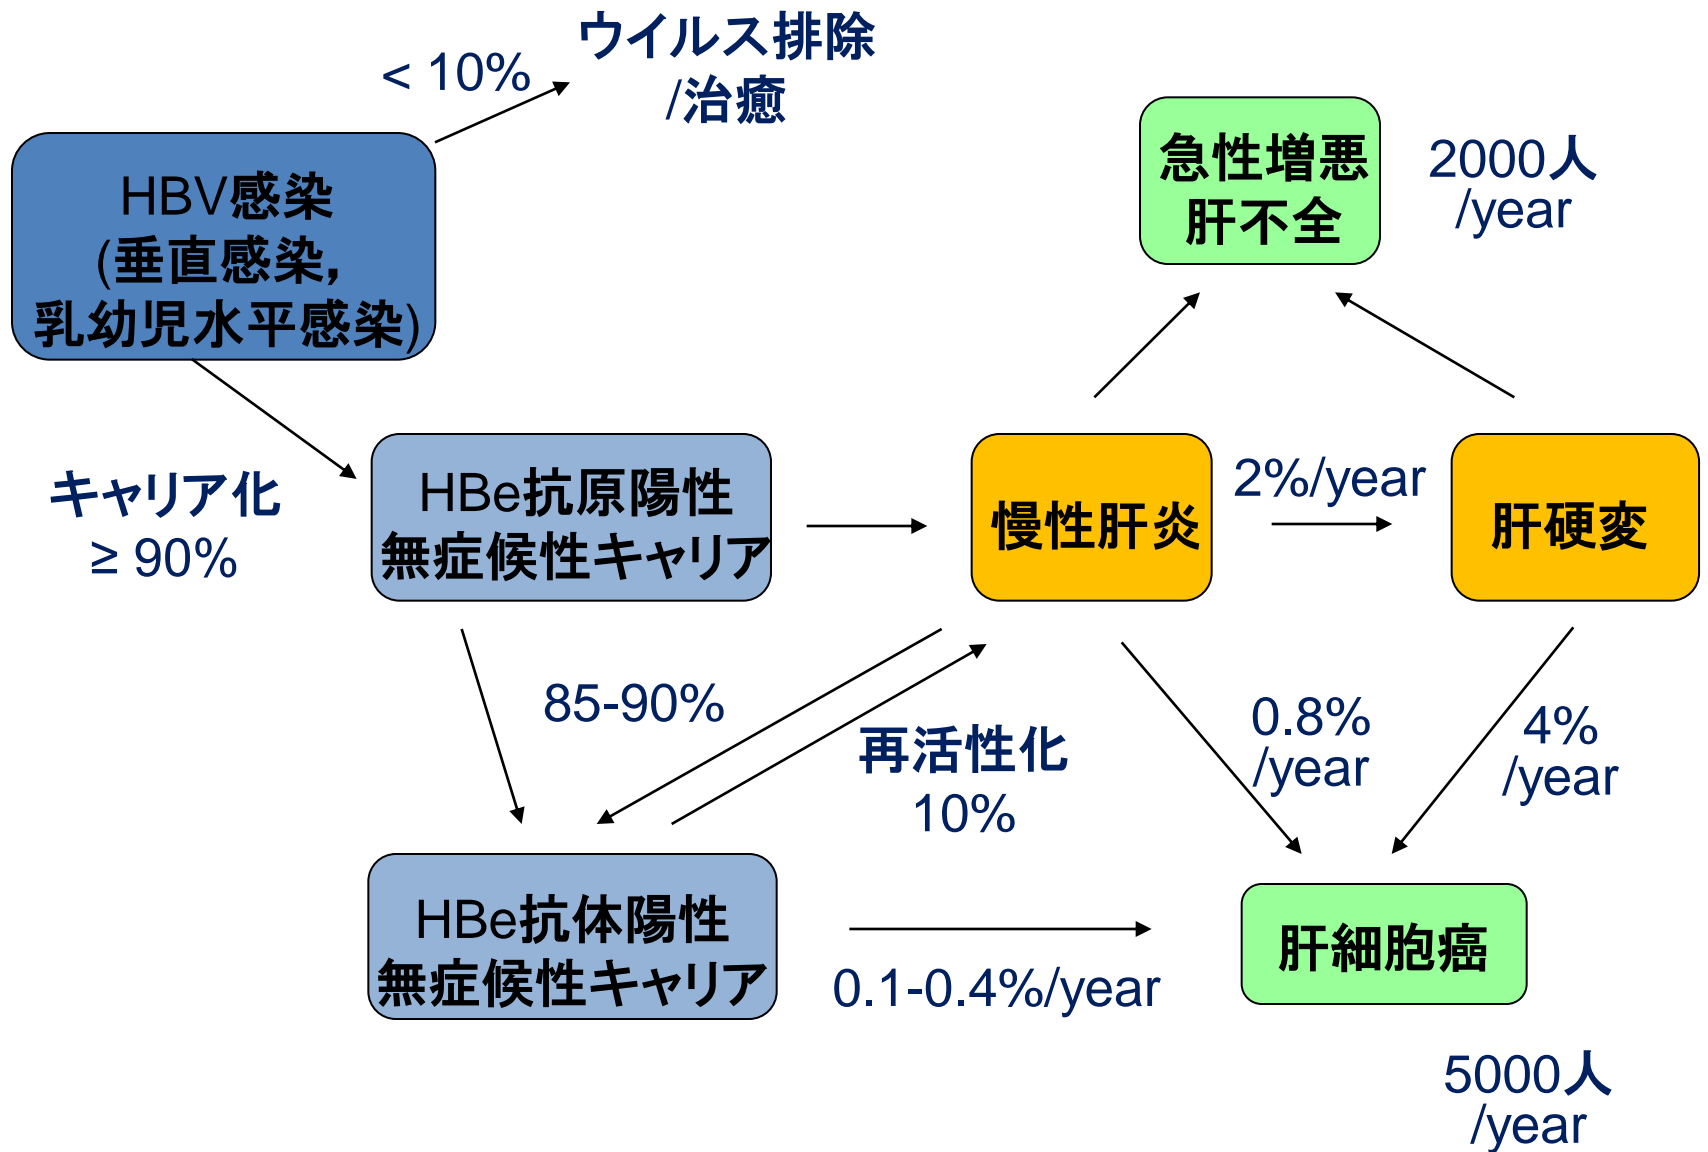 ウイルス排除
/治癒
< 10%
HBV感染
(垂直感染，
乳幼児水平感染)
急性増悪
肝不全
2000人
/year
キャリア化
≥ 90%
HBe抗原陽性
無症候性キャリア
慢性肝炎
2%/year
肝硬変
85-90%
再活性化
10%
0.8%
/year
4%
/year
HBe抗体陽性
無症候性キャリア
0.1-0.4%/year
肝細胞癌
5000人
/year